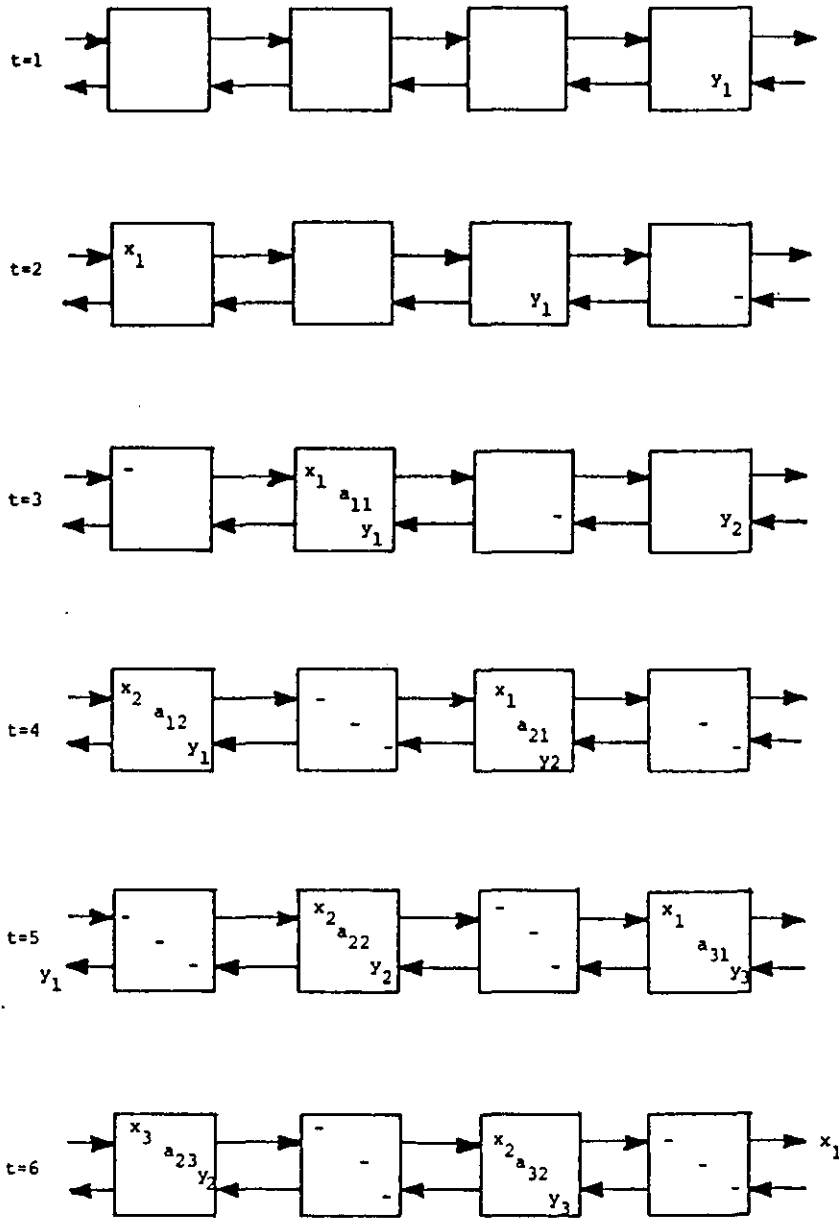 t=1
y₁
t=2
x₁
y₁ -
t=3
- x₁ a₁₁ y₁ - y₂
t=4
x₂ a₁₂ y₁ - - - x₁ a₂₁ y2 - -
t=5
- - - x₂ a₂₂ y₂ - - - x₁ a₃₁ y₃
y₁
t=6
x₃ a₂₃ y₂ - - - x₂ a₃₂ y₃ - - - x₁